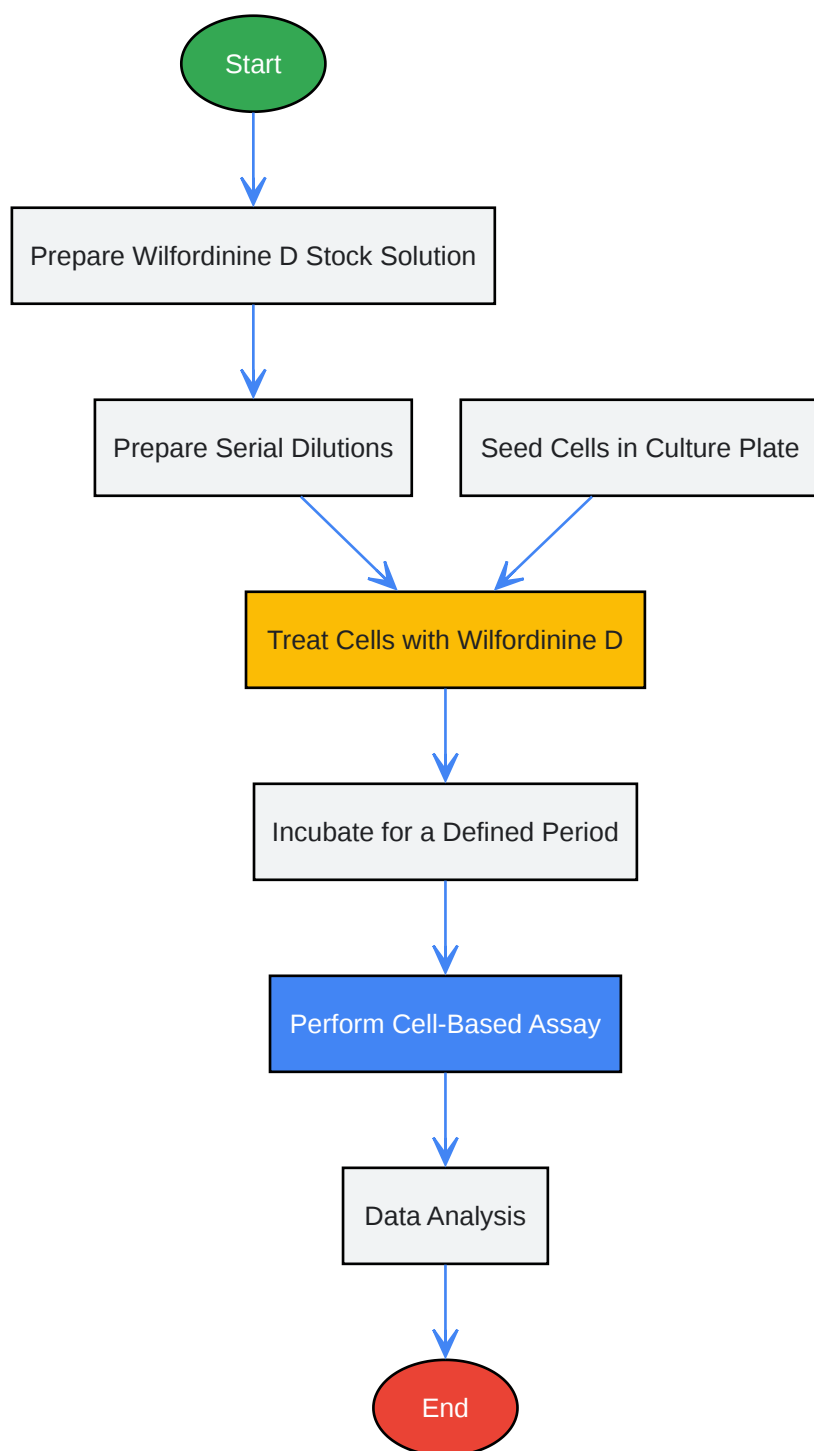 Start
Prepare Wilfordinine D Stock Solution
Prepare Serial Dilutions
Seed Cells in Culture Plate
Treat Cells with Wilfordinine D
Incubate for a Defined Period
Perform Cell-Based Assay
Data Analysis
End